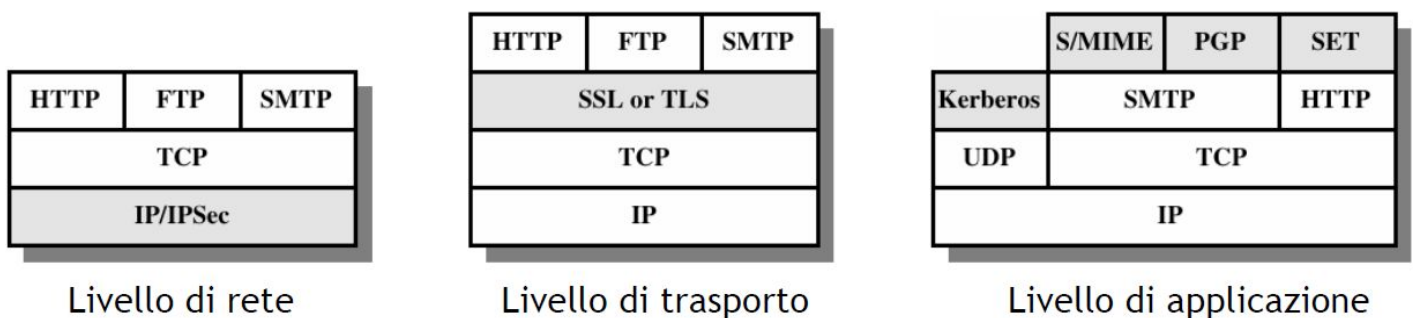 HTTP FTP SMTP
TCP
IP/IPSec
Livello di rete
HTTP FTP SMTP
SSL or TLS
TCP
IP
Livello di trasporto
S/MIME PGP SET
Kerberos SMTP HTTP
UDP TCP
IP
Livello di applicazione